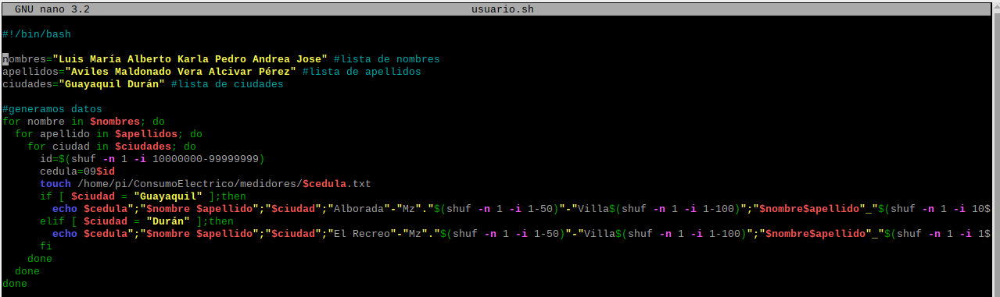 GNU nano 3.2 usuario.sh
#!/bin/bash
nombres="Luis María Alberto Karla Pedro Andrea Jose" #lista de nombres
apellidos="Aviles Maldonado Vera Alcivar Pérez" #lista de apellidos
ciudades="Guayaquil Durán" #lista de ciudades
#generamos datos
for nombre in $nombres; do
  for apellido in $apellidos; do
    for ciudad in $ciudades; do
      id=$(shuf -n 1 -i 10000000-99999999)
      cedula=09$id
      touch /home/pi/ConsumoElectrico/medidores/$cedula.txt
      if [ $ciudad = "Guayaquil" ];then
        echo $cedula";"$nombre $apellido";"$ciudad";"Alborada"-"Mz"."$(shuf -n 1 -i 1-50)"-"Villa$(shuf -n 1 -i 1-100)";"$nombre$apellido"_"$(shuf -n 1 -i 10$
      elif [ $ciudad = "Durán" ];then
        echo $cedula";"$nombre $apellido";"$ciudad";"El Recreo"-"Mz"."$(shuf -n 1 -i 1-50)"-"Villa$(shuf -n 1 -i 1-100)";"$nombre$apellido"_"$(shuf -n 1 -i 1$
      fi
    done
  done
done